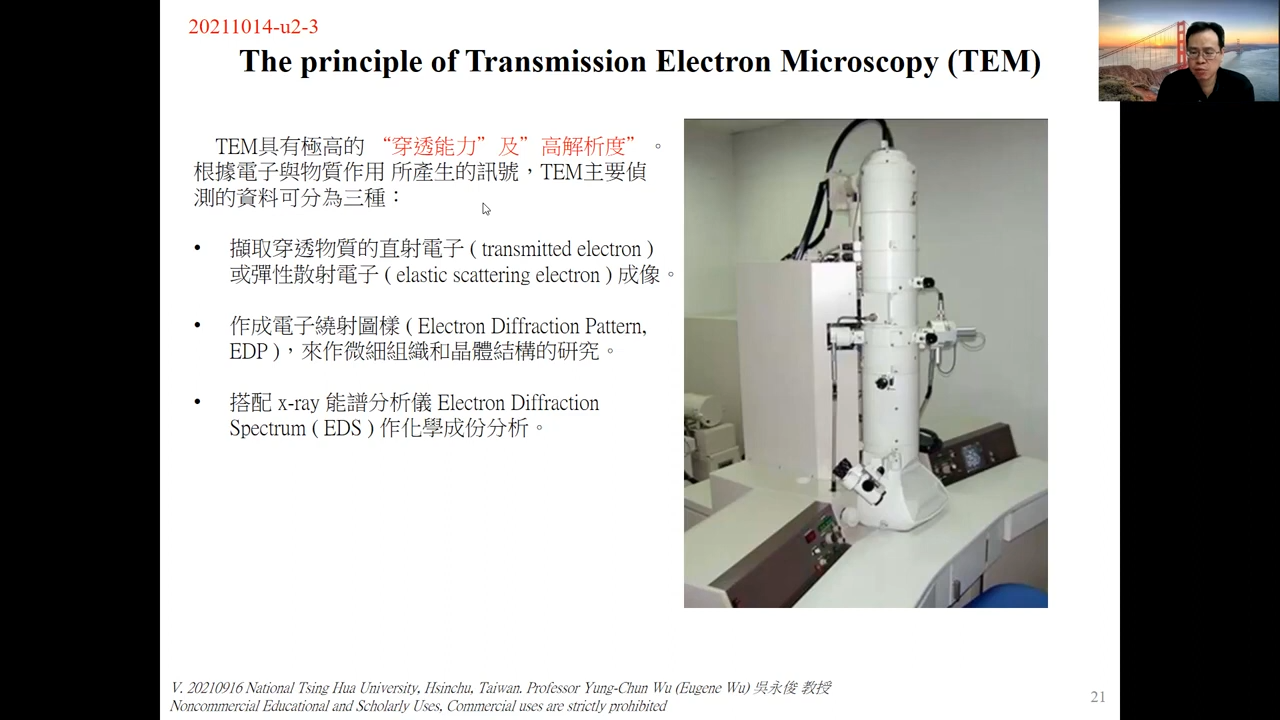 20211014-u2-3
The principle of Transmission Electron Microscopy (TEM)
TEM具有極高的 “穿透能力”及”高解析度”。
根據電子與物質作用 所產生的訊號，TEM主要偵
測的資料可分為三種：
• 擷取穿透物質的直射電子 ( transmitted electron )
或彈性散射電子 ( elastic scattering electron ) 成像。
• 作成電子繞射圖樣 ( Electron Diffraction Pattern,
EDP )，來作微細組織和晶體結構的研究。
• 搭配 x-ray 能譜分析儀 Electron Diffraction
Spectrum ( EDS ) 作化學成份分析。
V. 20210916 National Tsing Hua University, Hsinchu, Taiwan. Professor Yung-Chun Wu (Eugene Wu) 吳永俊 教授
Noncommercial Educational and Scholarly Uses, Commercial uses are strictly prohibited
21